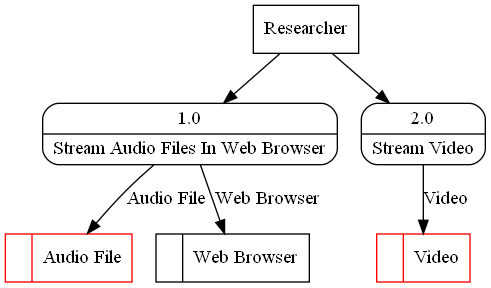 Researcher
1.0
Stream Audio Files In Web Browser
2.0
Stream Video
Audio File
Web Browser
Video
Audio File
Web Browser
Video